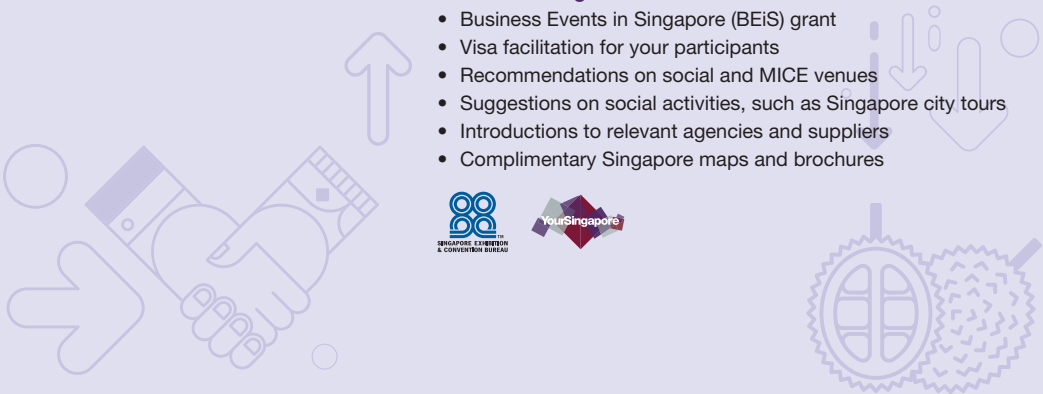 • Business Events in Singapore (BEiS) grant
• Visa facilitation for your participants
• Recommendations on social and MICE venues
• Suggestions on social activities, such as Singapore city tours
• Introductions to relevant agencies and suppliers
• Complimentary Singapore maps and brochures
YourSingapore
TM
SINGAPORE EXHIBITION
& CONVENTION BUREAU